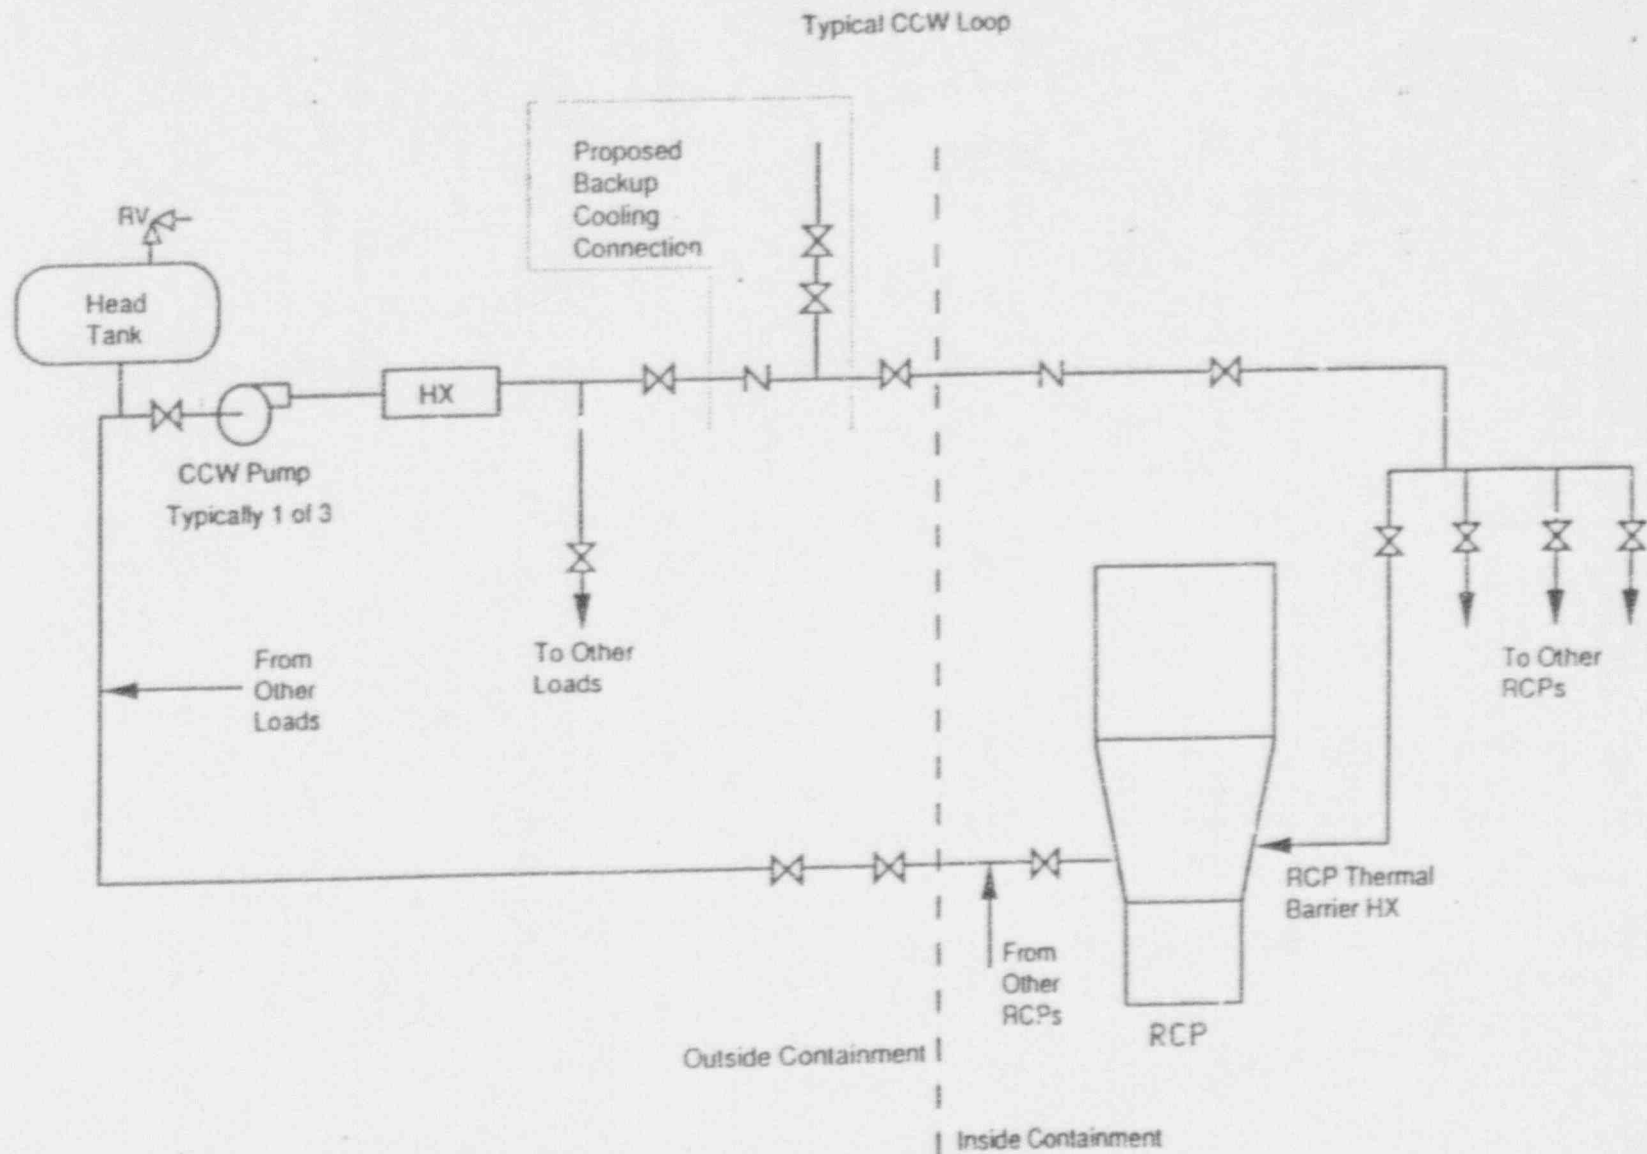 Typical CCW Loop
Proposed
Backup
Cooling
Connection
RV
Head
Tank
HX
CCW Pump
Typically 1 of 3
To Other
Loads
From
Other
Loads
To Other
RCPs
RCP Thermal
Barrier HX
From
Other
RCPs
RCP
Outside Containment
Inside Containment